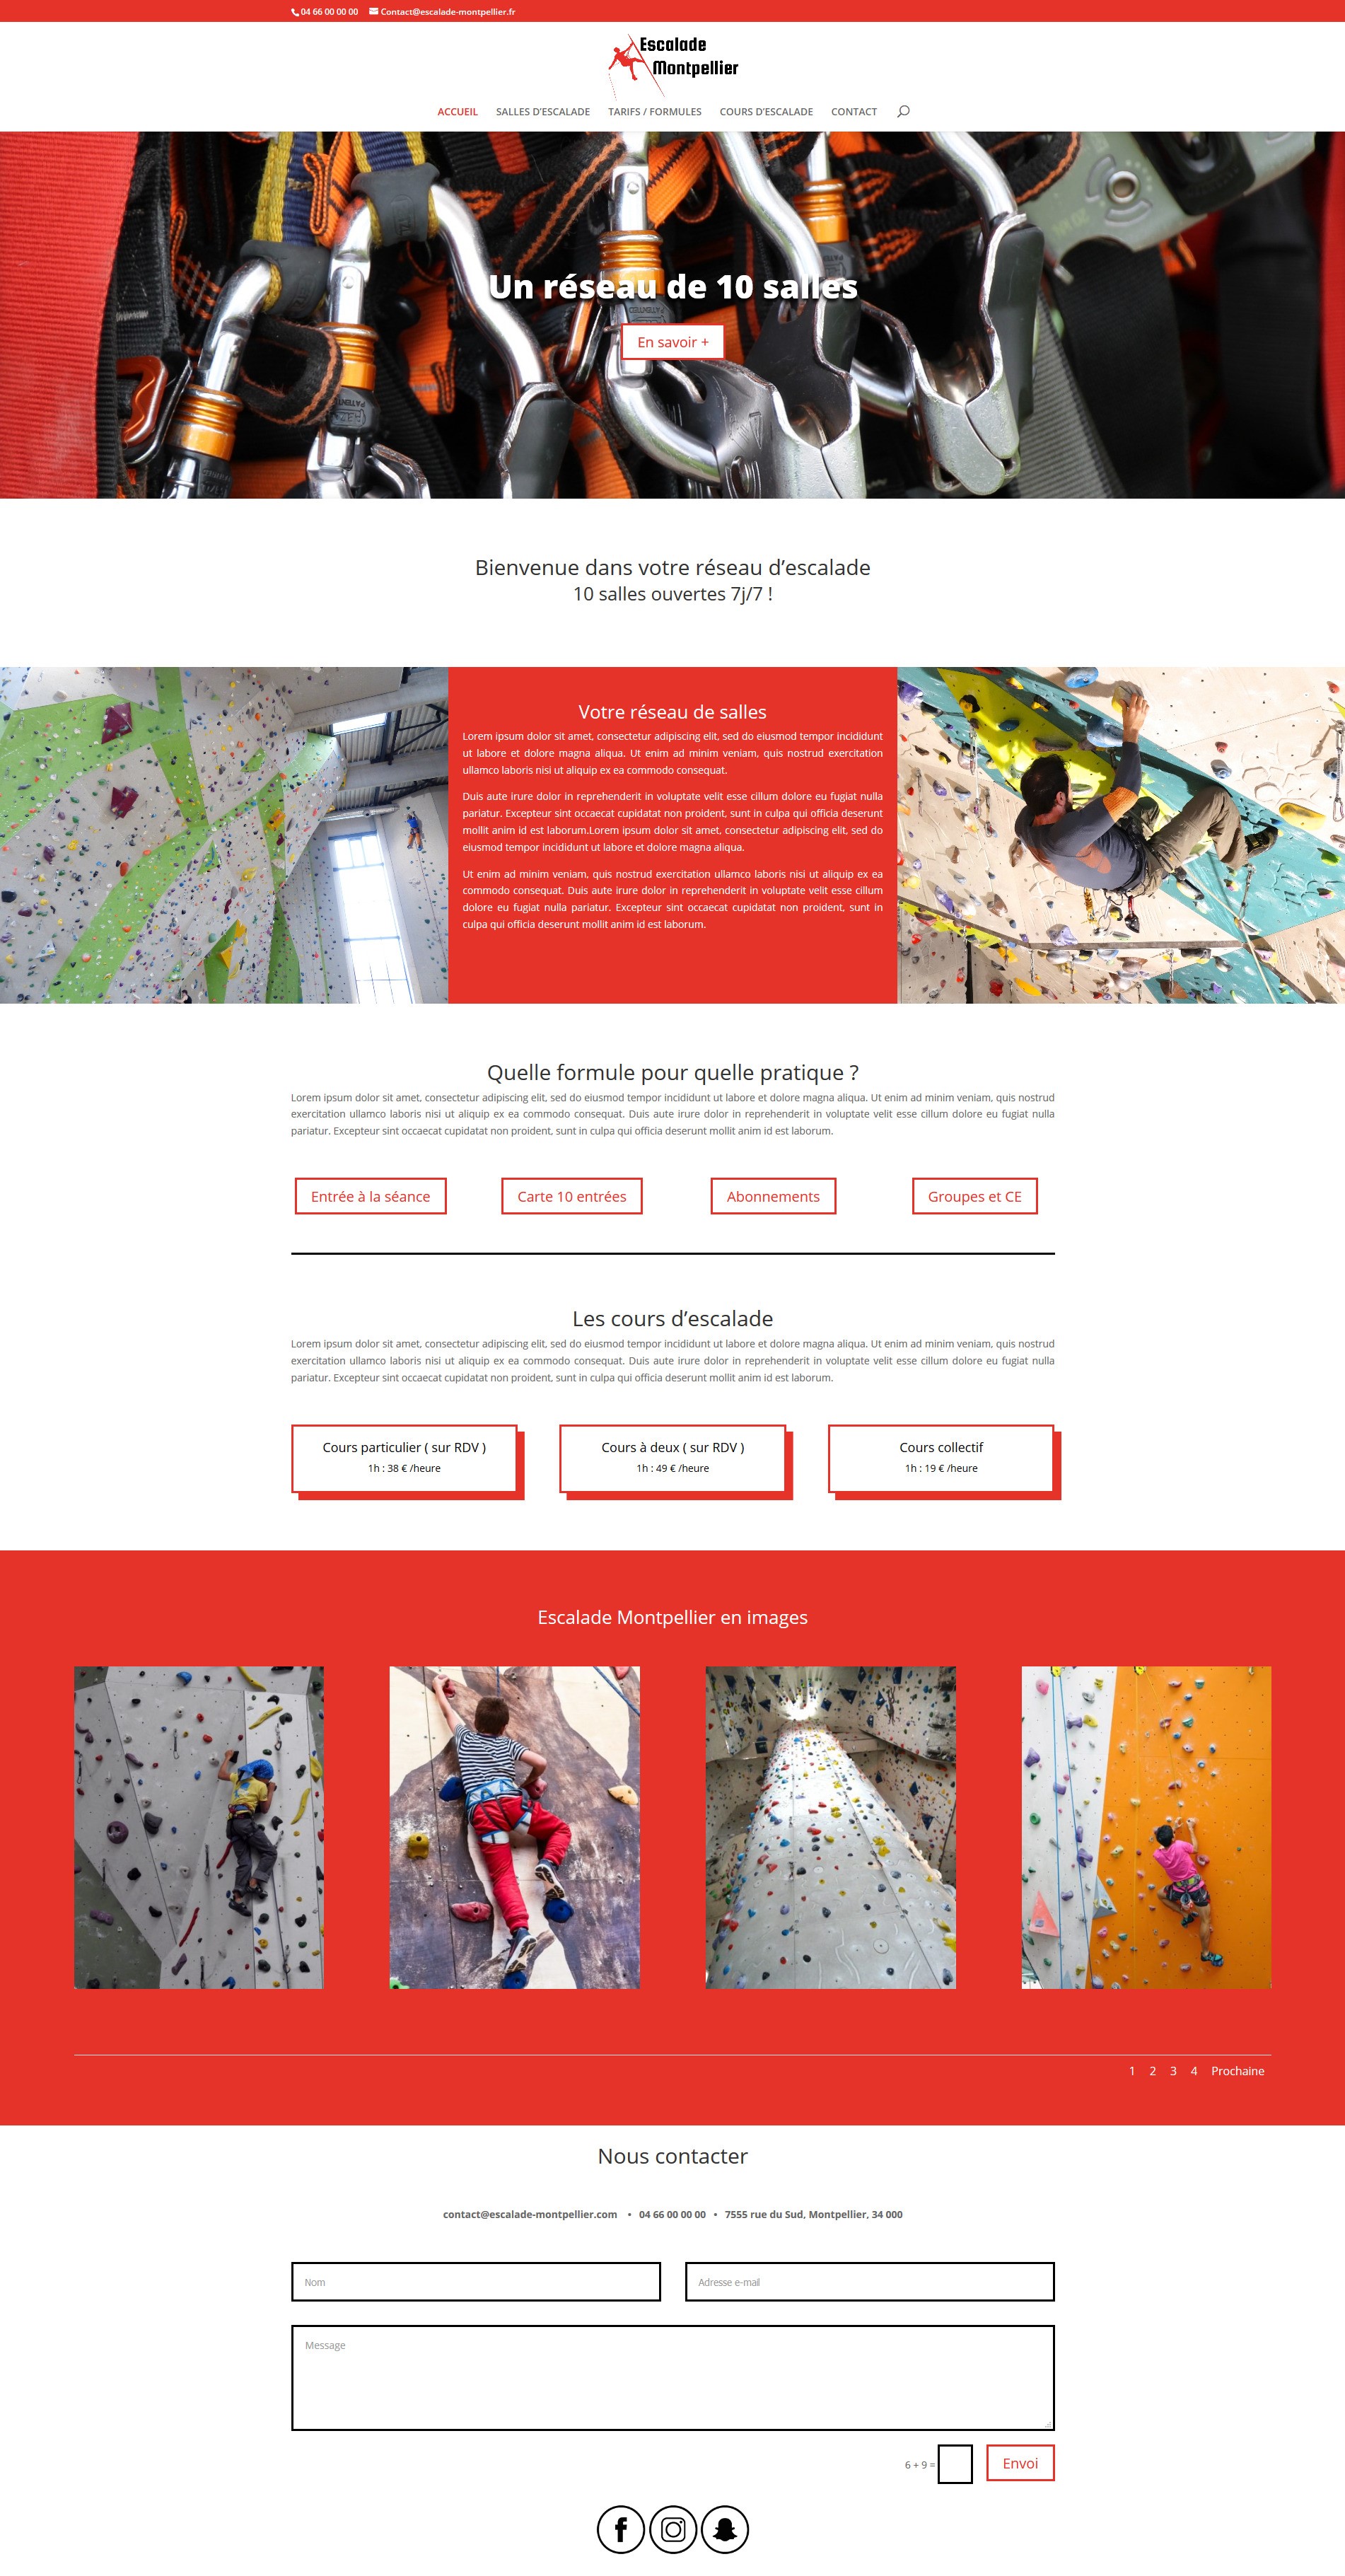 04 66 00 00 00 Contact@escalade-montpellier.fr
Escalade
Montpellier
ACCUEIL SALLES D'ESCALADE TARIFS / FORMULES COURS D'ESCALADE CONTACT
Un réseau de 10 salles
En savoir +
Bienvenue dans votre réseau d’escalade
10 salles ouvertes 7j/7 !
Votre réseau de salles
Lorem ipsum dolor sit amet, consectetur adipiscing elit, sed do eiusmod tempor incididunt
ut labore et dolore magna aliqua. Ut enim ad minim veniam, quis nostrud exercitation
ullamco laboris nisi ut aliquip ex ea commodo consequat.
Duis aute irure dolor in reprehenderit in voluptate velit esse cillum dolore eu fugiat nulla
pariatur. Excepteur sint occaecat cupidatat non proident, sunt in culpa qui officia deserunt
mollit anim id est laborum.Lorem ipsum dolor sit amet, consectetur adipiscing elit, sed do
eiusmod tempor incididunt ut labore et dolore magna aliqua.
Ut enim ad minim veniam, quis nostrud exercitation ullamco laboris nisi ut aliquip ex ea
commodo consequat. Duis aute irure dolor in reprehenderit in voluptate velit esse cillum
dolore eu fugiat nulla pariatur. Excepteur sint occaecat cupidatat non proident, sunt in
culpa qui officia deserunt mollit anim id est laborum.
Quelle formule pour quelle pratique ?
Lorem ipsum dolor sit amet, consectetur adipiscing elit, sed do eiusmod tempor incididunt ut labore et dolore magna aliqua. Ut enim ad minim veniam, quis nostrud
exercitation ullamco laboris nisi ut aliquip ex ea commodo consequat. Duis aute irure dolor in reprehenderit in voluptate velit esse cillum dolore eu fugiat nulla
pariatur. Excepteur sint occaecat cupidatat non proident, sunt in culpa qui officia deserunt mollit anim id est laborum.
Entrée à la séance Carte 10 entrées Abonnements Groupes et CE
Les cours d’escalade
Lorem ipsum dolor sit amet, consectetur adipiscing elit, sed do eiusmod tempor incididunt ut labore et dolore magna aliqua. Ut enim ad minim veniam, quis nostrud
exercitation ullamco laboris nisi ut aliquip ex ea commodo consequat. Duis aute irure dolor in reprehenderit in voluptate velit esse cillum dolore eu fugiat nulla
pariatur. Excepteur sint occaecat cupidatat non proident, sunt in culpa qui officia deserunt mollit anim id est laborum.
Cours particulier ( sur RDV )
1h : 38 € /heure
Cours à deux ( sur RDV )
1h : 49 € /heure
Cours collectif
1h : 19 € /heure
Escalade Montpellier en images
1 2 3 4 Prochaine
Nous contacter
contact@escalade-montpellier.com • 04 66 00 00 00 • 7555 rue du Sud, Montpellier, 34 000
Nom
Adresse e-mail
Message
6 + 9 =
Envoi